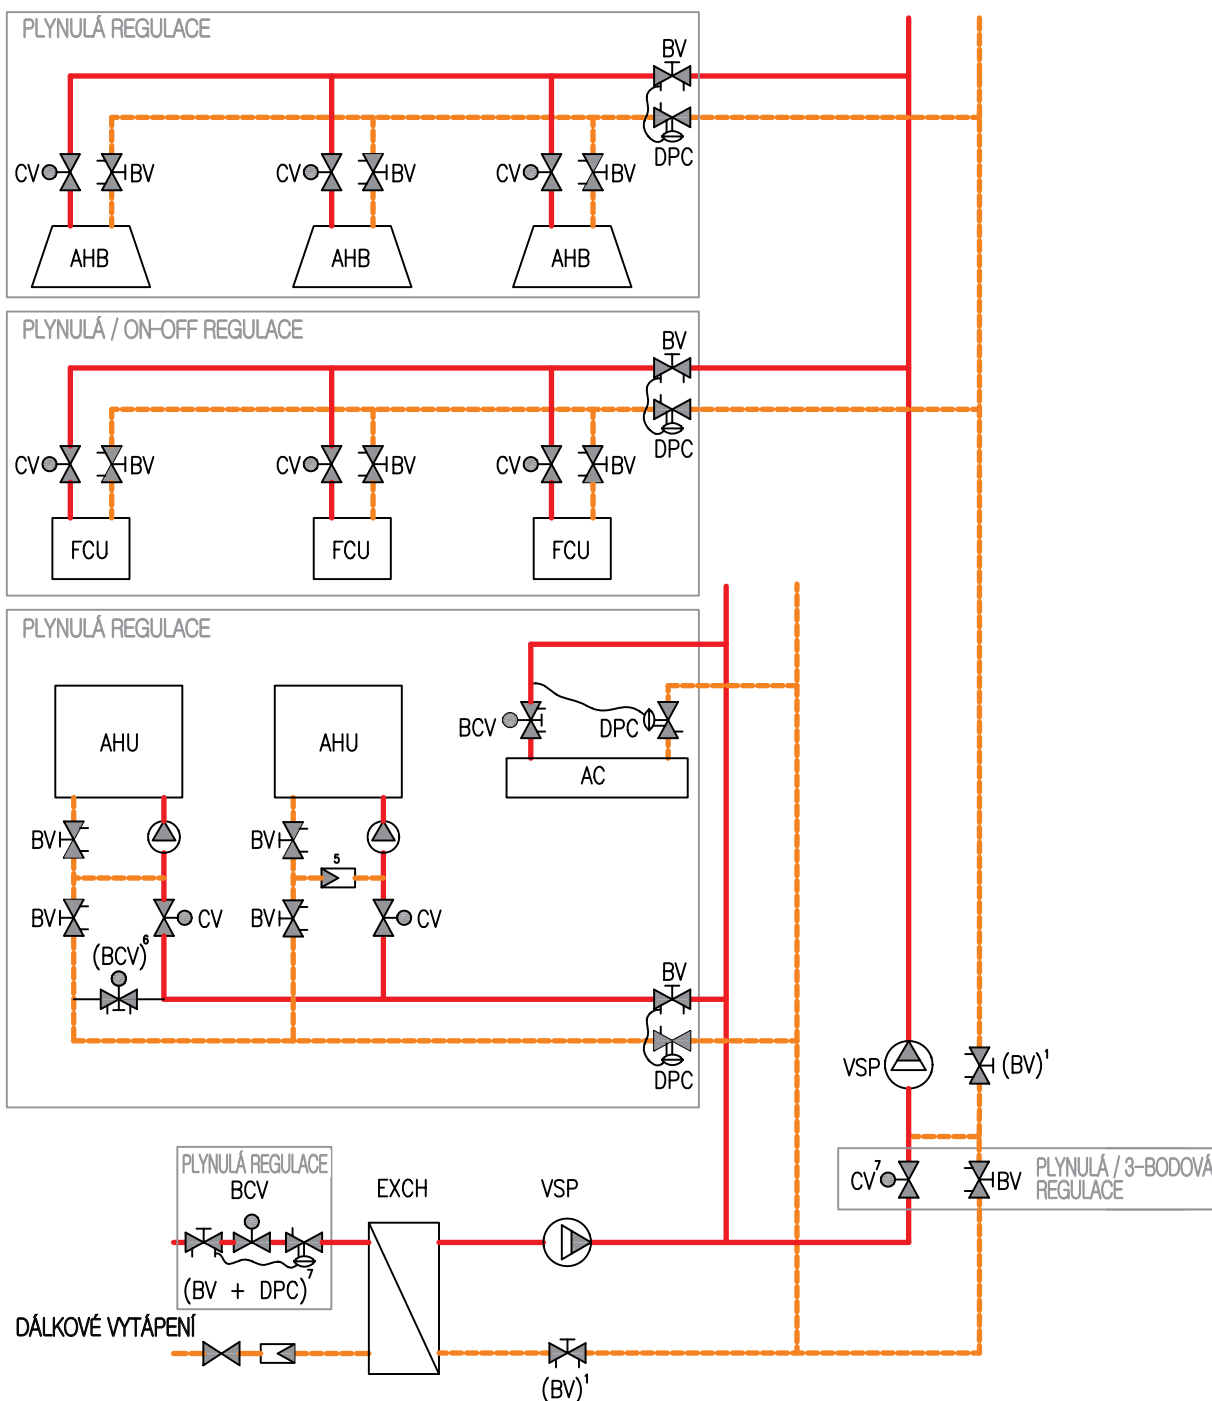 PLYNULÁ REGULACE
BV
DPC
CV BV CV BV CV BV
AHB AHB AHB
PLYNULÁ / ON-OFF REGULACE
BV
DPC
CV BV CV BV CV BV
FCU FCU FCU
PLYNULÁ REGULACE
BCV DPC
AHU AHU
AC
BV BV
5
BV CV BV CV
(BCV)6
BV
DPC
VSP (BV)1
PLYNULÁ REGULACE
BCV
EXCH VSP
CV7 BV
PLYNULÁ / 3-BODOVÁ
REGULACE
(BV + DPC)7
DÁLKOVÉ VYTÁPENÍ
(BV)1